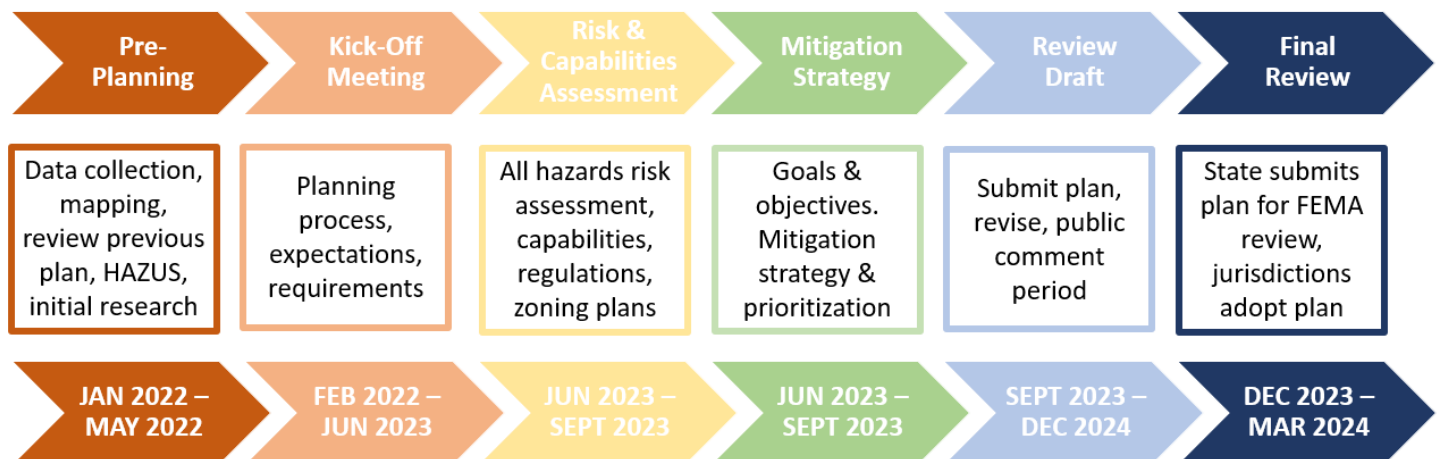 Pre-
Planning
Kick-Off
Meeting
Risk &
Capabilities
Assessment
Mitigation
Strategy
Review
Draft
Final
Review
Data collection,
mapping,
review previous
plan, HAZUS,
initial research
Planning
process,
expectations,
requirements
All hazards risk
assessment,
capabilities,
regulations,
zoning plans
Goals &
objectives.
Mitigation
strategy &
prioritization
Submit plan,
revise, public
comment
period
State submits
plan for FEMA
review,
jurisdictions
adopt plan
JAN 2022 –
MAY 2022
FEB 2022 –
JUN 2023
JUN 2023 –
SEPT 2023
JUN 2023 –
SEPT 2023
SEPT 2023 –
DEC 2024
DEC 2023 –
MAR 2024